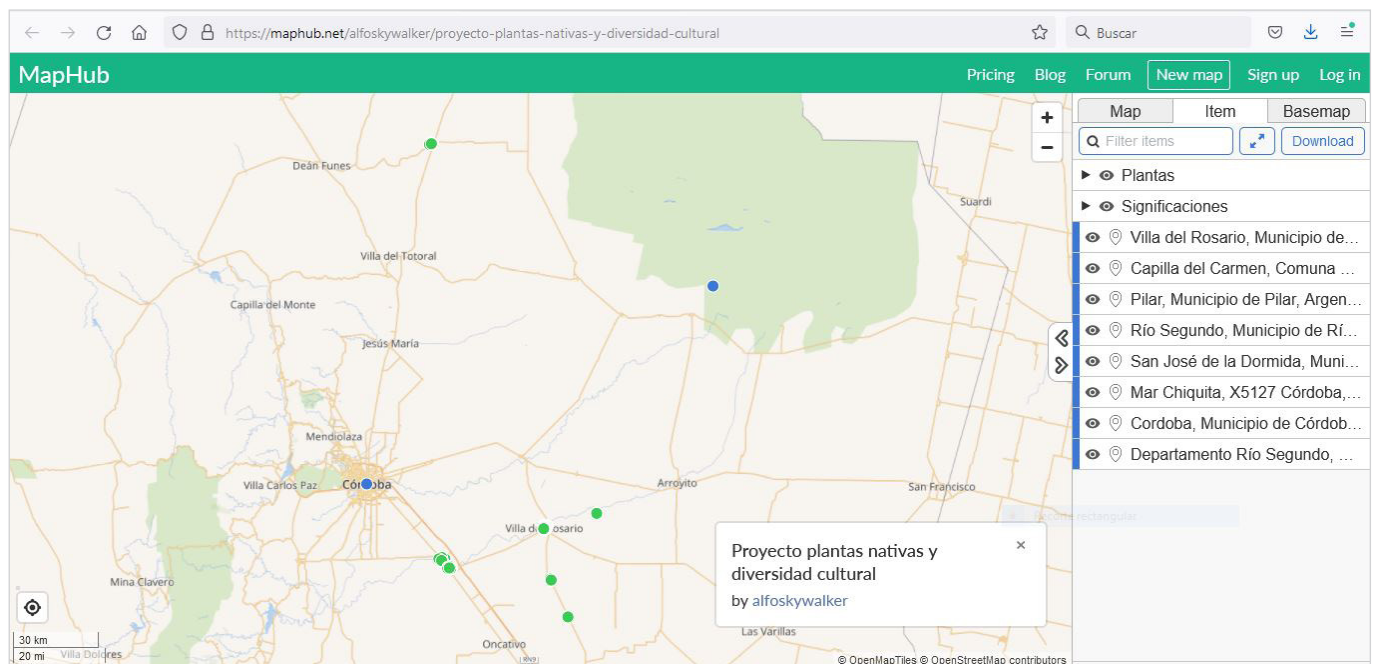 https://maphub.net/alfoskywalker/proyecto-plantas-nativas-y-diversidad-cultural
Buscar
MapHub
Pricing Blog Forum New map Sign up Log in
Map Item Basemap
Filter items Download
Plantas
Significaciones
Villa del Rosario, Municipio de...
Capilla del Carmen, Comuna ...
Pilar, Municipio de Pilar, Argen...
Río Segundo, Municipio de Rí...
San José de la Dormida, Muni...
Mar Chiquita, X5127 Córdoba,...
Cordoba, Municipio de Córdob...
Departamento Río Segundo, ...
Deán Funes
Suardi
Villa del Totoral
Capilla del Monte
Jesús María
Mendiolaza
Villa Carlos Paz
Córdoba
Arroyito
San Francisco
Villa del Rosario
Recorte rectangular
Mina Clavero
Proyecto plantas nativas y
diversidad cultural
by alfoskywalker
Las Varillas
Oncativo
RN9
Villa Dolores
30 km
20 mi
© OpenMapTiles © OpenStreetMap contributors